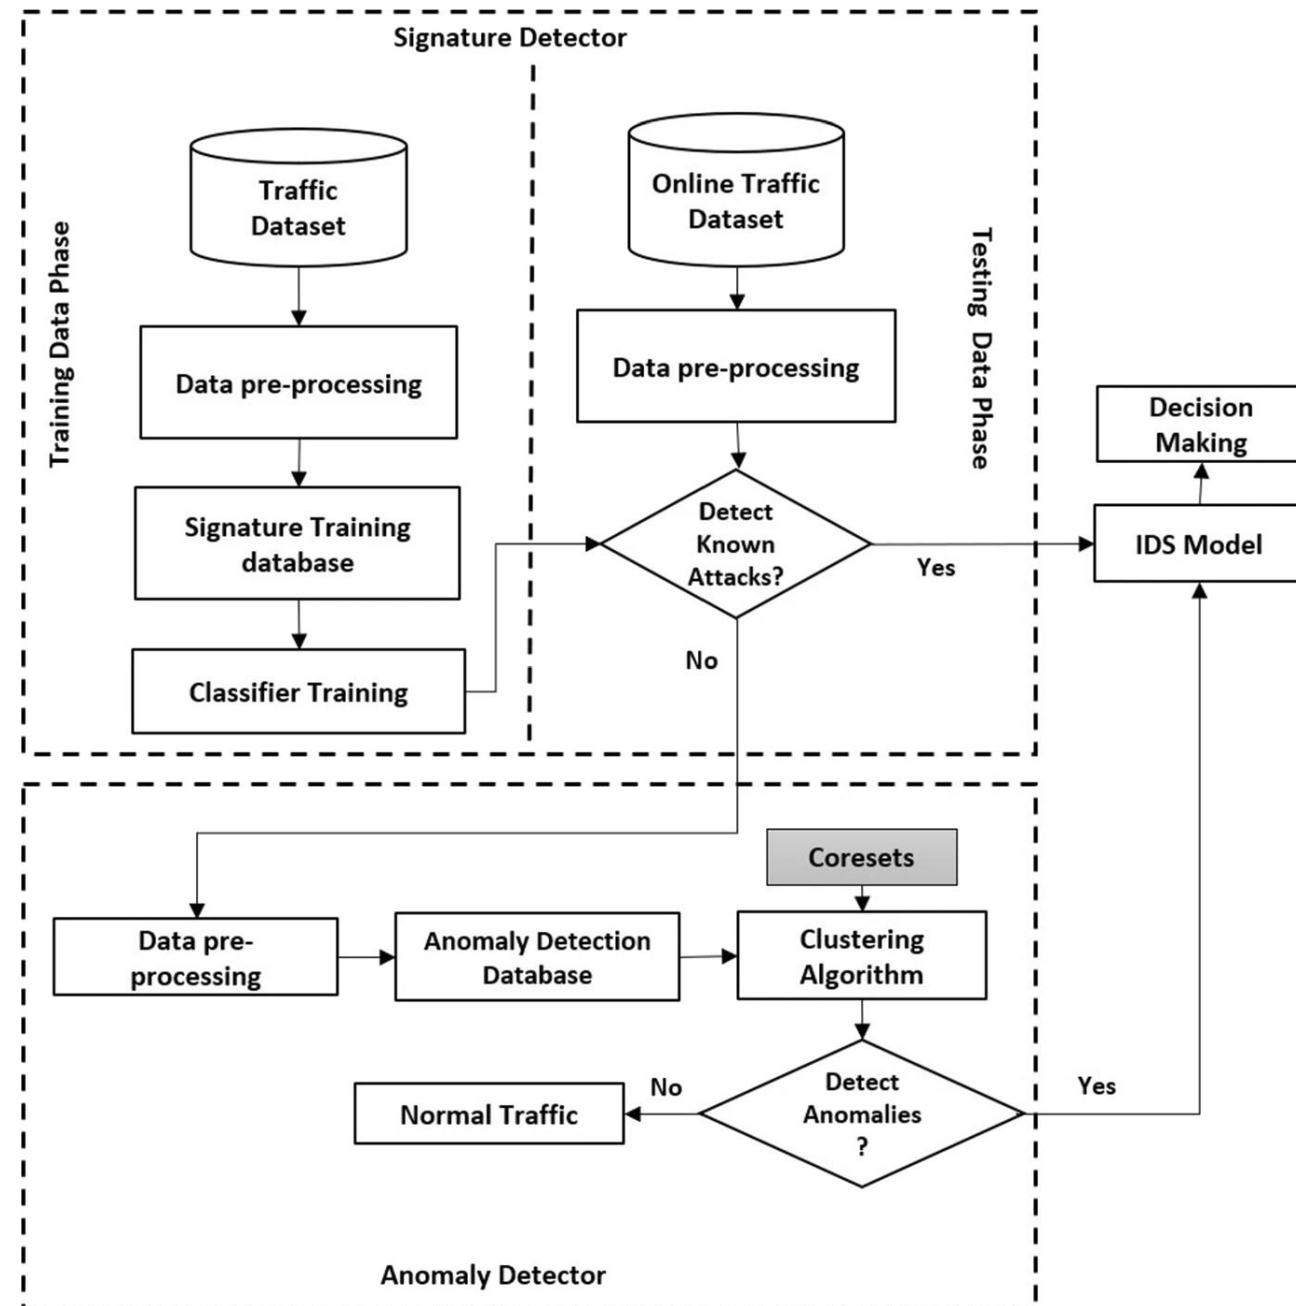 Signature Detector
Training Data Phase
Traffic
Dataset
Data pre-processing
Signature Training
database
Classifier Training
Online Traffic
Dataset
Data pre-processing
Detect
Known
Attacks?
Yes
No
Testing Data Phase
Decision
Making
IDS Model
Coresets
Data pre-
processing
Anomaly Detection
Database
Clustering
Algorithm
Detect
Anomalies
?
No
Yes
Normal Traffic
Anomaly Detector